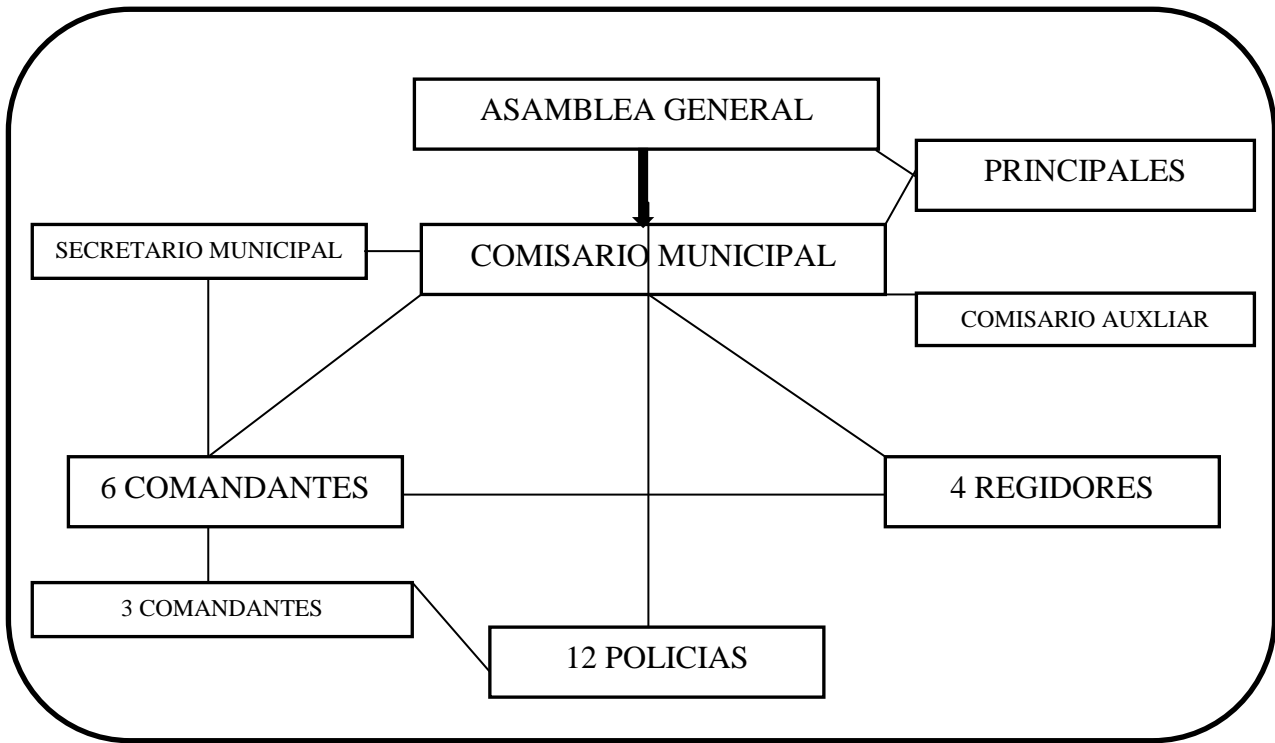 ASAMBLEA GENERAL
PRINCIPALES
SECRETARIO MUNICIPAL
COMISARIO MUNICIPAL
COMISARIO AUXLIAR
6 COMANDANTES
4 REGIDORES
3 COMANDANTES
12 POLICIAS